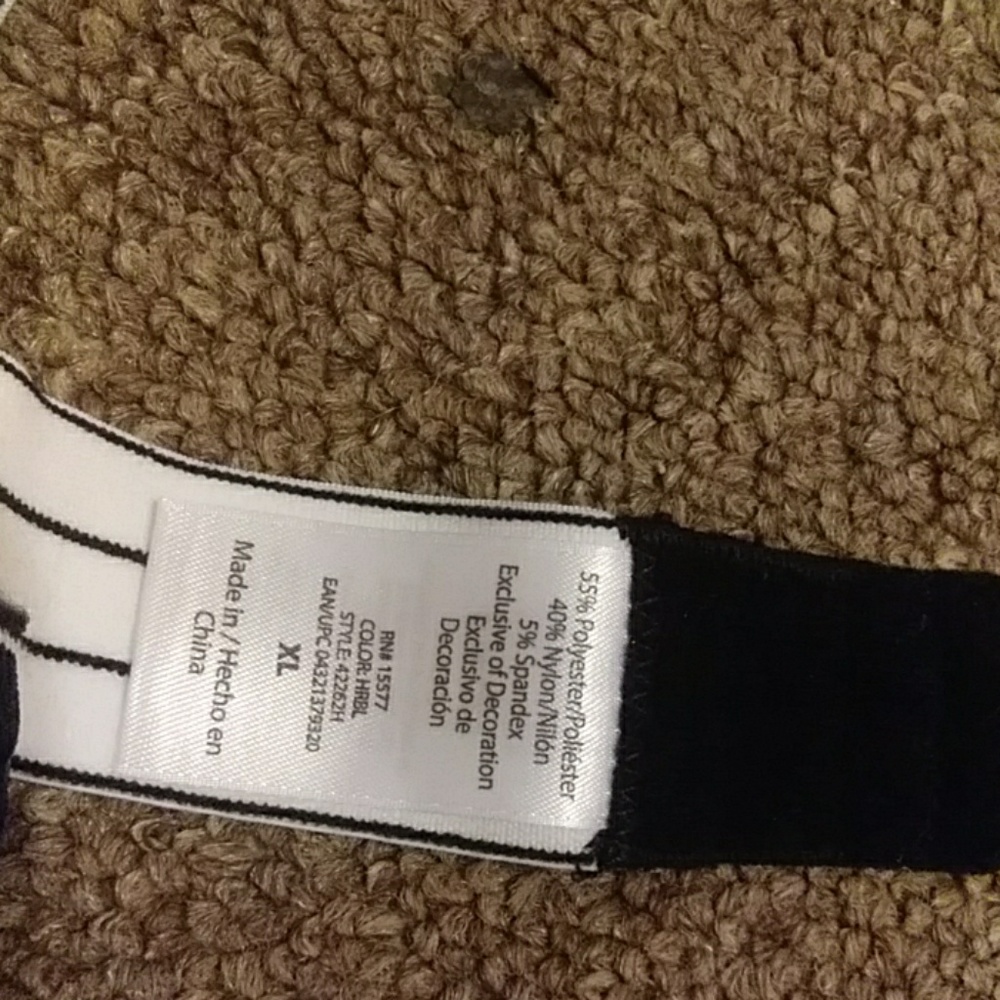 55% Polyester/Poliéster
40% Nylon/Nilón
5% Spandex
Exclusive of Decoration
Exclusivo de
Decoración
RN# 15577
COLOR: HRBL
STYLE: 42262H
EAN/UPC 04321379320
XL
Made in / Hecho en
China